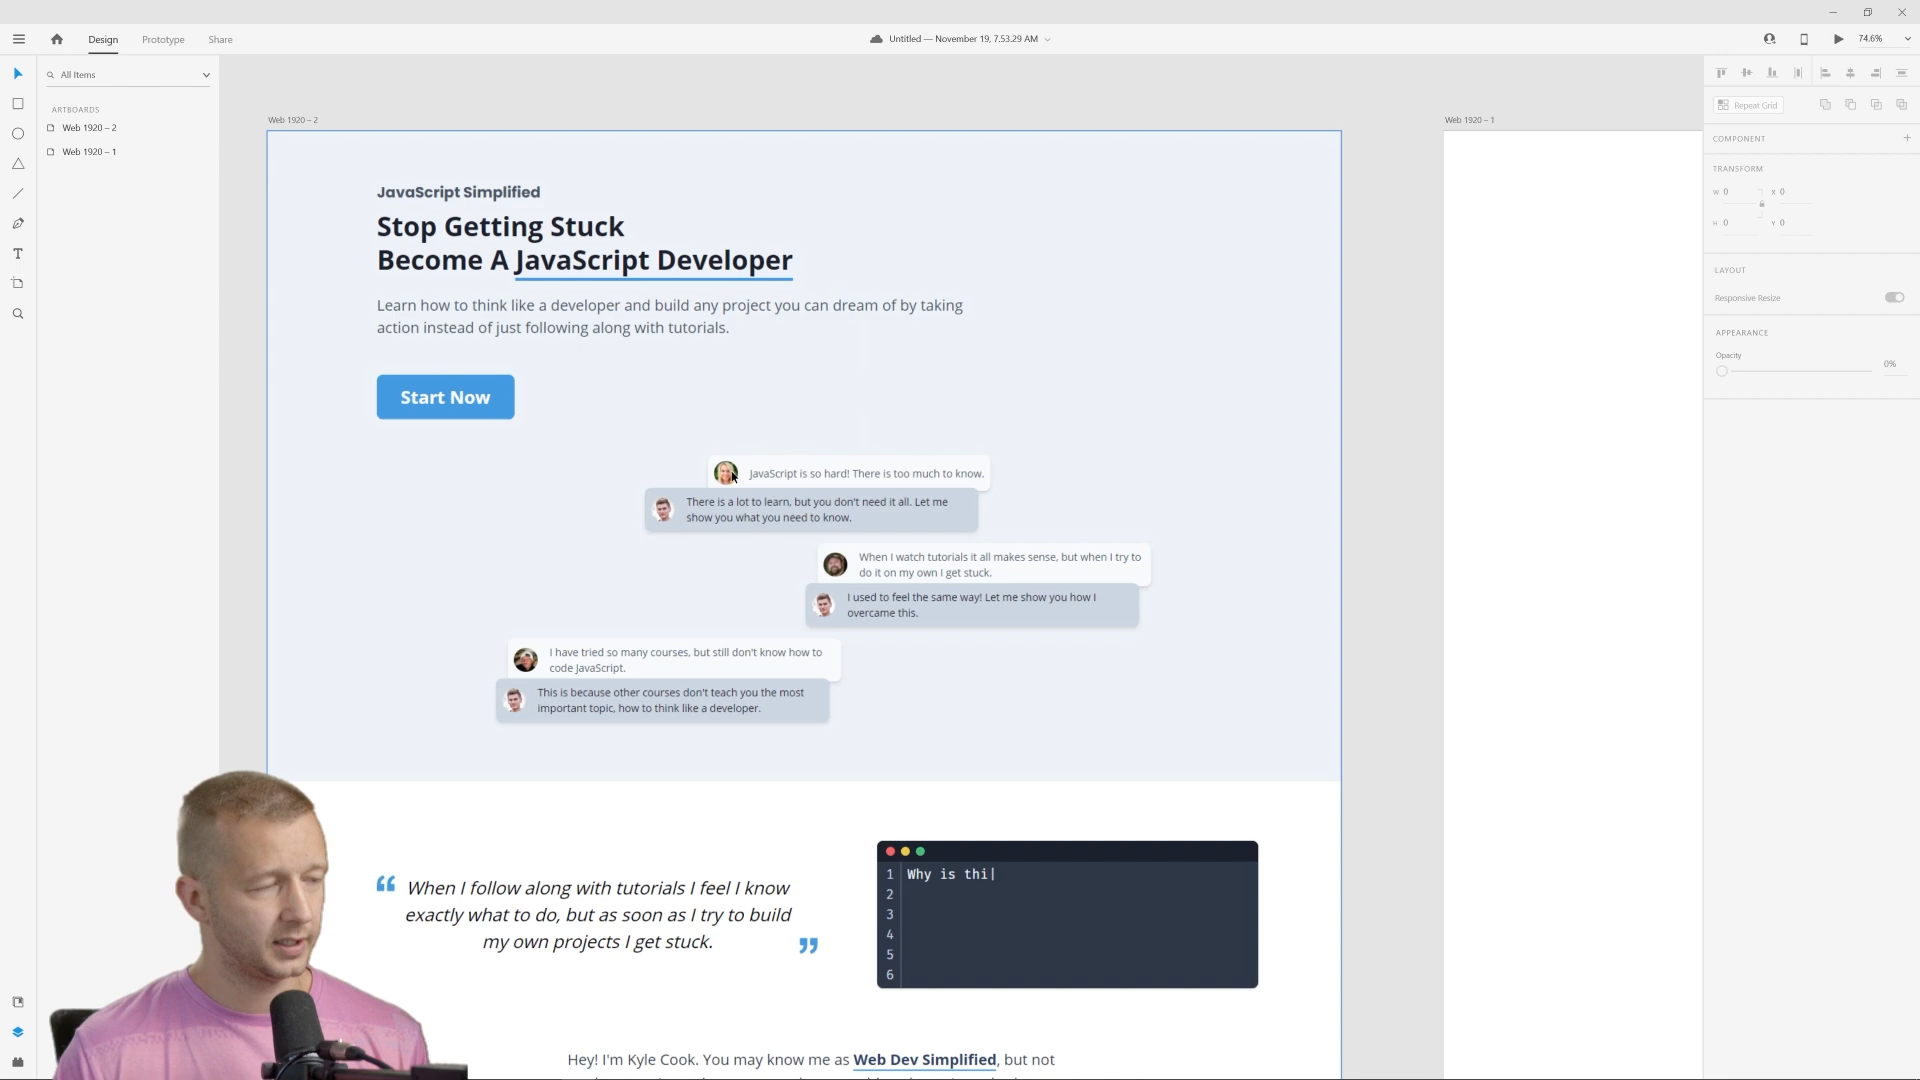 Design
Prototype
Share
Untitled — November 19, 7.53.29 AM
74.6%
All Items
ARTBOARDS
Web 1920 – 2
Web 1920 – 1
Web 1920 – 2
Web 1920 – 1
JavaScript Simplified
Stop Getting Stuck
Become A JavaScript Developer
Learn how to think like a developer and build any project you can dream of by taking
action instead of just following along with tutorials.
Start Now
JavaScript is so hard! There is too much to know.
There is a lot to learn, but you don't need it all. Let me
show you what you need to know.
When I watch tutorials it all makes sense, but when I try to
do it on my own I get stuck.
I used to feel the same way! Let me show you how I
overcame this.
I have tried so many courses, but still don't know how to
code JavaScript.
This is because other courses don't teach you the most
important topic, how to think like a developer.
“ When I follow along with tutorials I feel I know
exactly what to do, but as soon as I try to build
my own projects I get stuck. ”
1 Why is thi|
2
3
4
5
6
Hey! I'm Kyle Cook. You may know me as Web Dev Simplified, but not
Repeat Grid
COMPONENT +
TRANSFORM
W 0 X 0
H 0 Y 0
LAYOUT
Responsive Resize
APPEARANCE
Opacity
0%